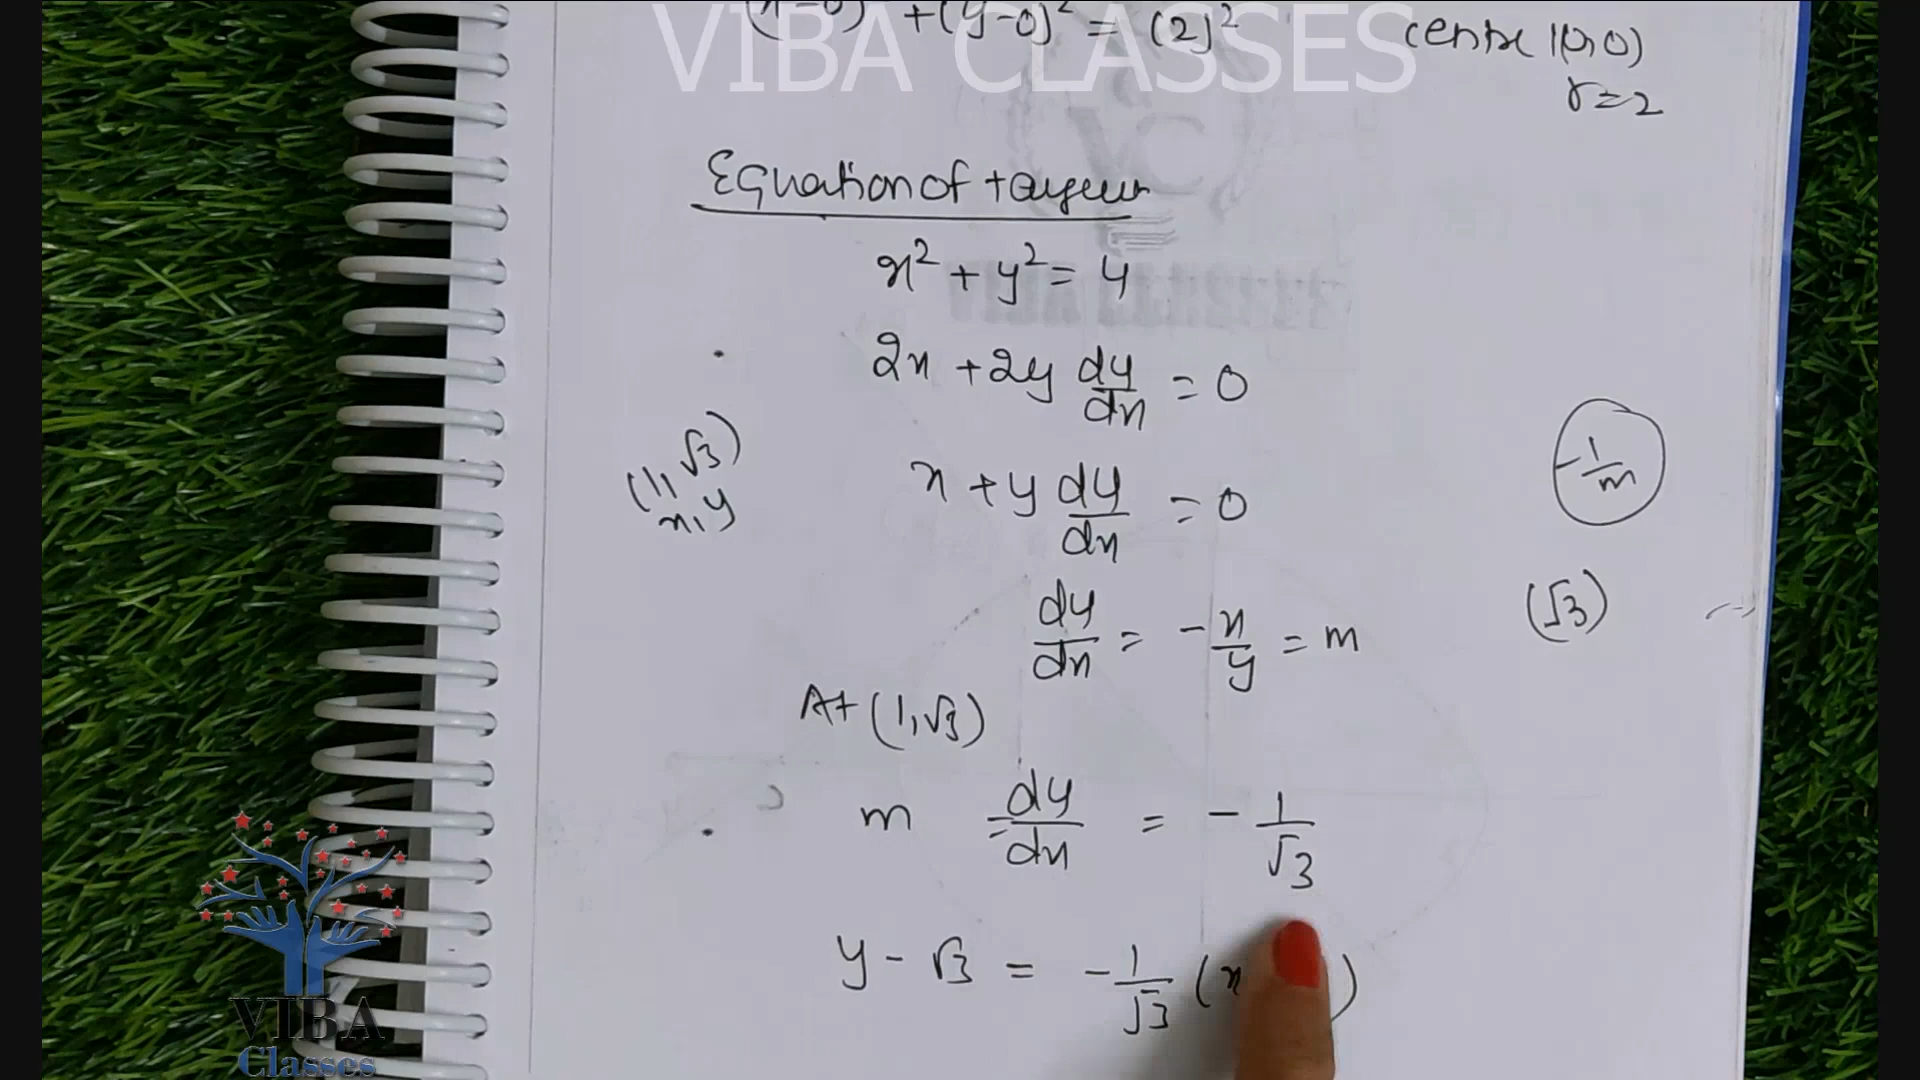 (x-0)² + (y-0)² = (2)²
centre (0,0)
r=2
VIBA CLASSES
Equation of tangent
x² + y² = 4
2x + 2y dy/dx = 0
(1, √3)
x, y
x + y dy/dx = 0
-1/m
dy/dx = -x/y = m
(√3)
At (1, √3)
m = dy/dx = -1/√3
y - √3 = -1/√3 (x )
VIBA
Classes